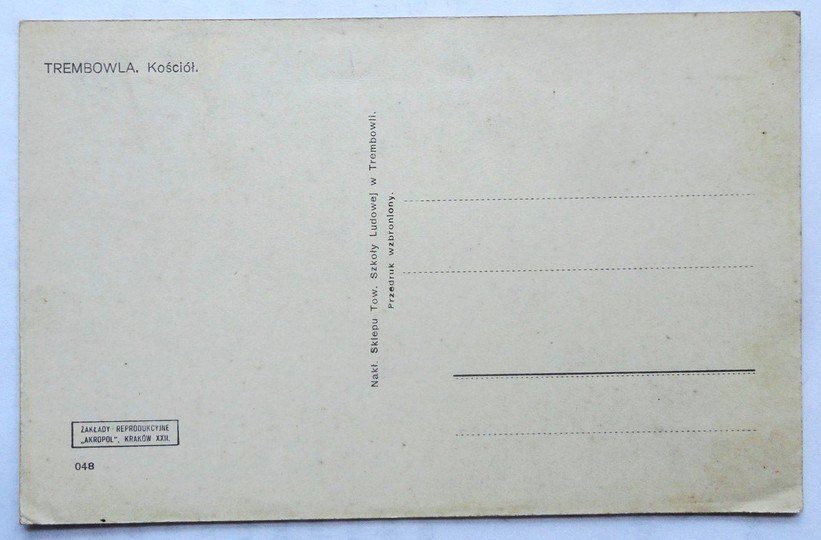 TREMBOWLA. Kościół.
Nakł. Sklepu Tow. Szkoły Ludowej w Trembowli.
Przedruk wzbroniony.
ZAKŁADY REPRODUKCYJNE
„AKROPOL", KRAKÓW XXII.
048